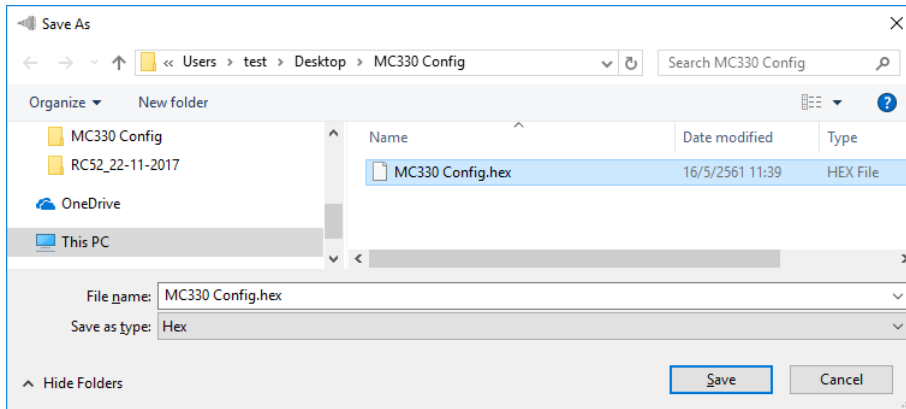 Save As
« Users › test › Desktop › MC330 Config
Search MC330 Config
Organize
New folder
?
MC330 Config
RC52_22-11-2017
OneDrive
This PC
Name
Date modified
Type
MC330 Config.hex
16/5/2561 11:39
HEX File
File name: MC330 Config.hex
Save as type: Hex
Hide Folders
Save
Cancel